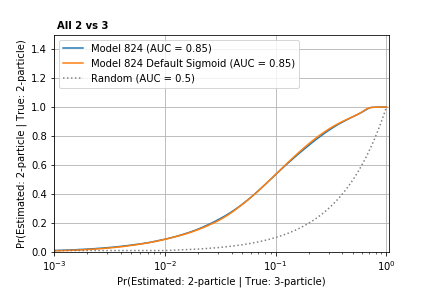 All 2 vs 3
Pr(Estimated: 2-particle | True: 2-particle)
1.4
1.2
1.0
0.8
0.6
0.4
0.2
0.0
Model 824 (AUC = 0.85)
Model 824 Default Sigmoid (AUC = 0.85)
Random (AUC = 0.5)
10⁻³
10⁻²
10⁻¹
10⁰
Pr(Estimated: 2-particle | True: 3-particle)